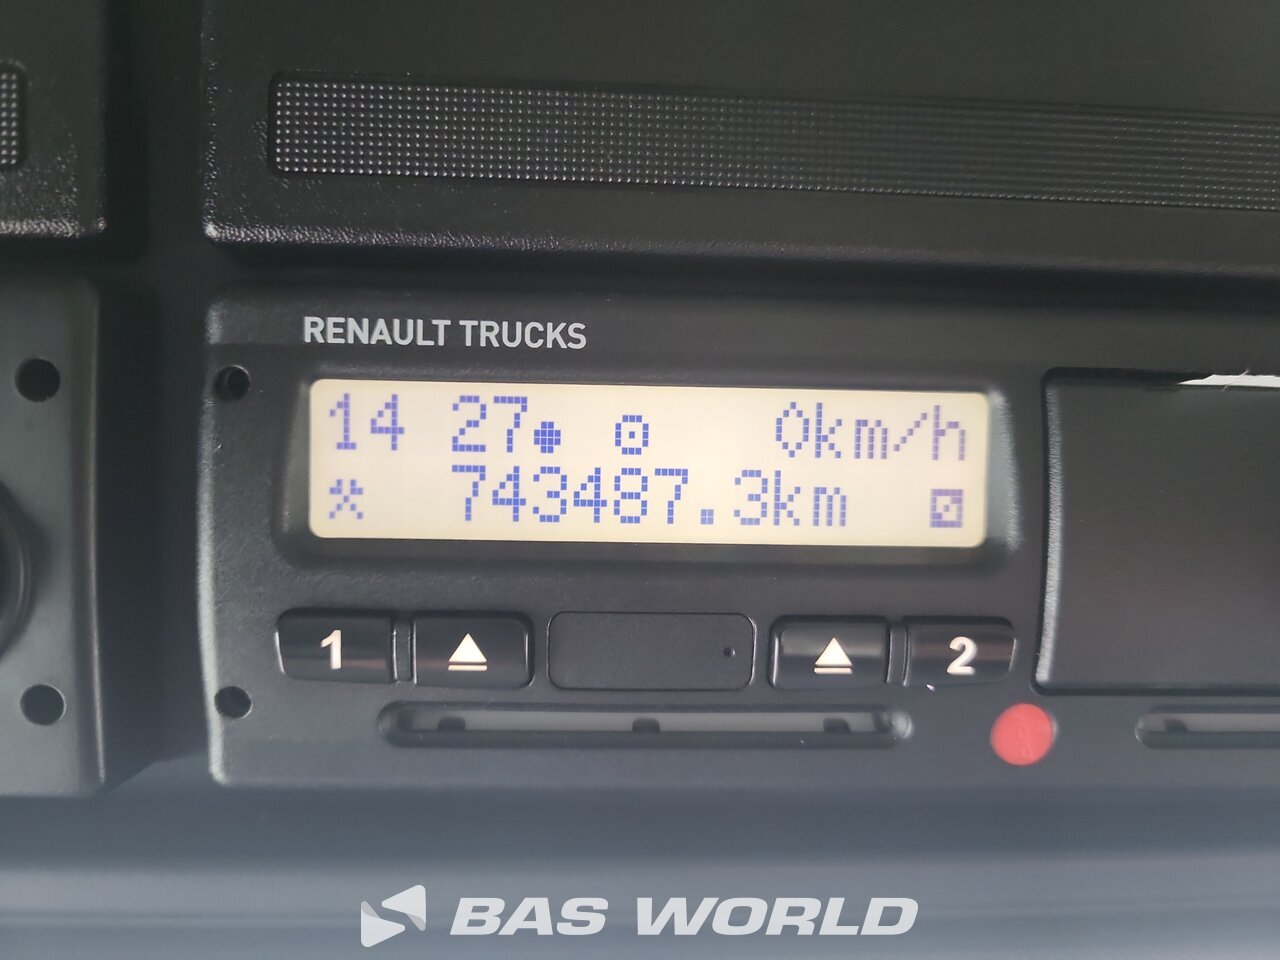 RENAULT TRUCKS
14 27 0km/h
743487.3km
1 2
BAS WORLD